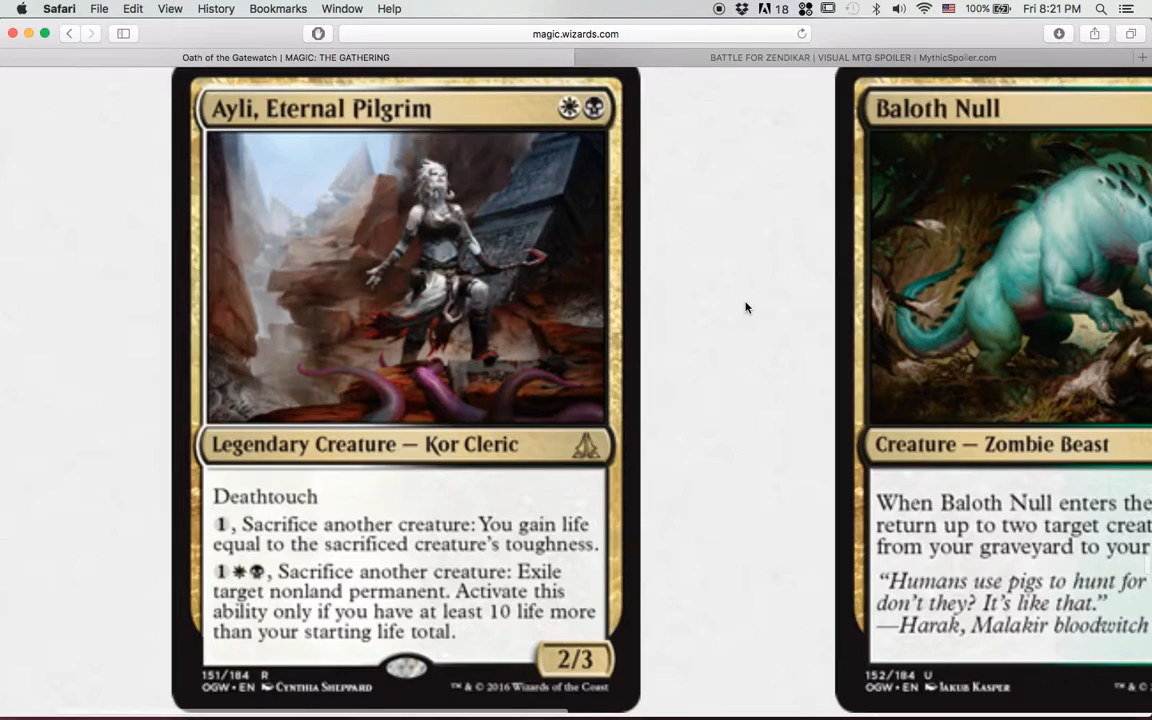 Safari File Edit View History Bookmarks Window Help 18 100% Fri 8:21 PM
magic.wizards.com
Oath of the Gatewatch | MAGIC: THE GATHERING
BATTLE FOR ZENDIKAR | VISUAL MTG SPOILER | MythicSpoiler.com
Ayli, Eternal Pilgrim
Legendary Creature — Kor Cleric
Deathtouch
1, Sacrifice another creature: You gain life
equal to the sacrificed creature's toughness.
1, Sacrifice another creature: Exile
target nonland permanent. Activate this
ability only if you have at least 10 life more
than your starting life total.
2/3
151/184 R
OGW • EN Cynthia Sheppard
™ & © 2016 Wizards of the Coast
Baloth Null
Creature — Zombie Beast
When Baloth Null enters the
return up to two target creat
from your graveyard to your
"Humans use pigs to hunt for
don't they? It's like that."
—Harak, Malakir bloodwitch
152/184 U
OGW • EN Jakub Kasper
™ & © 2